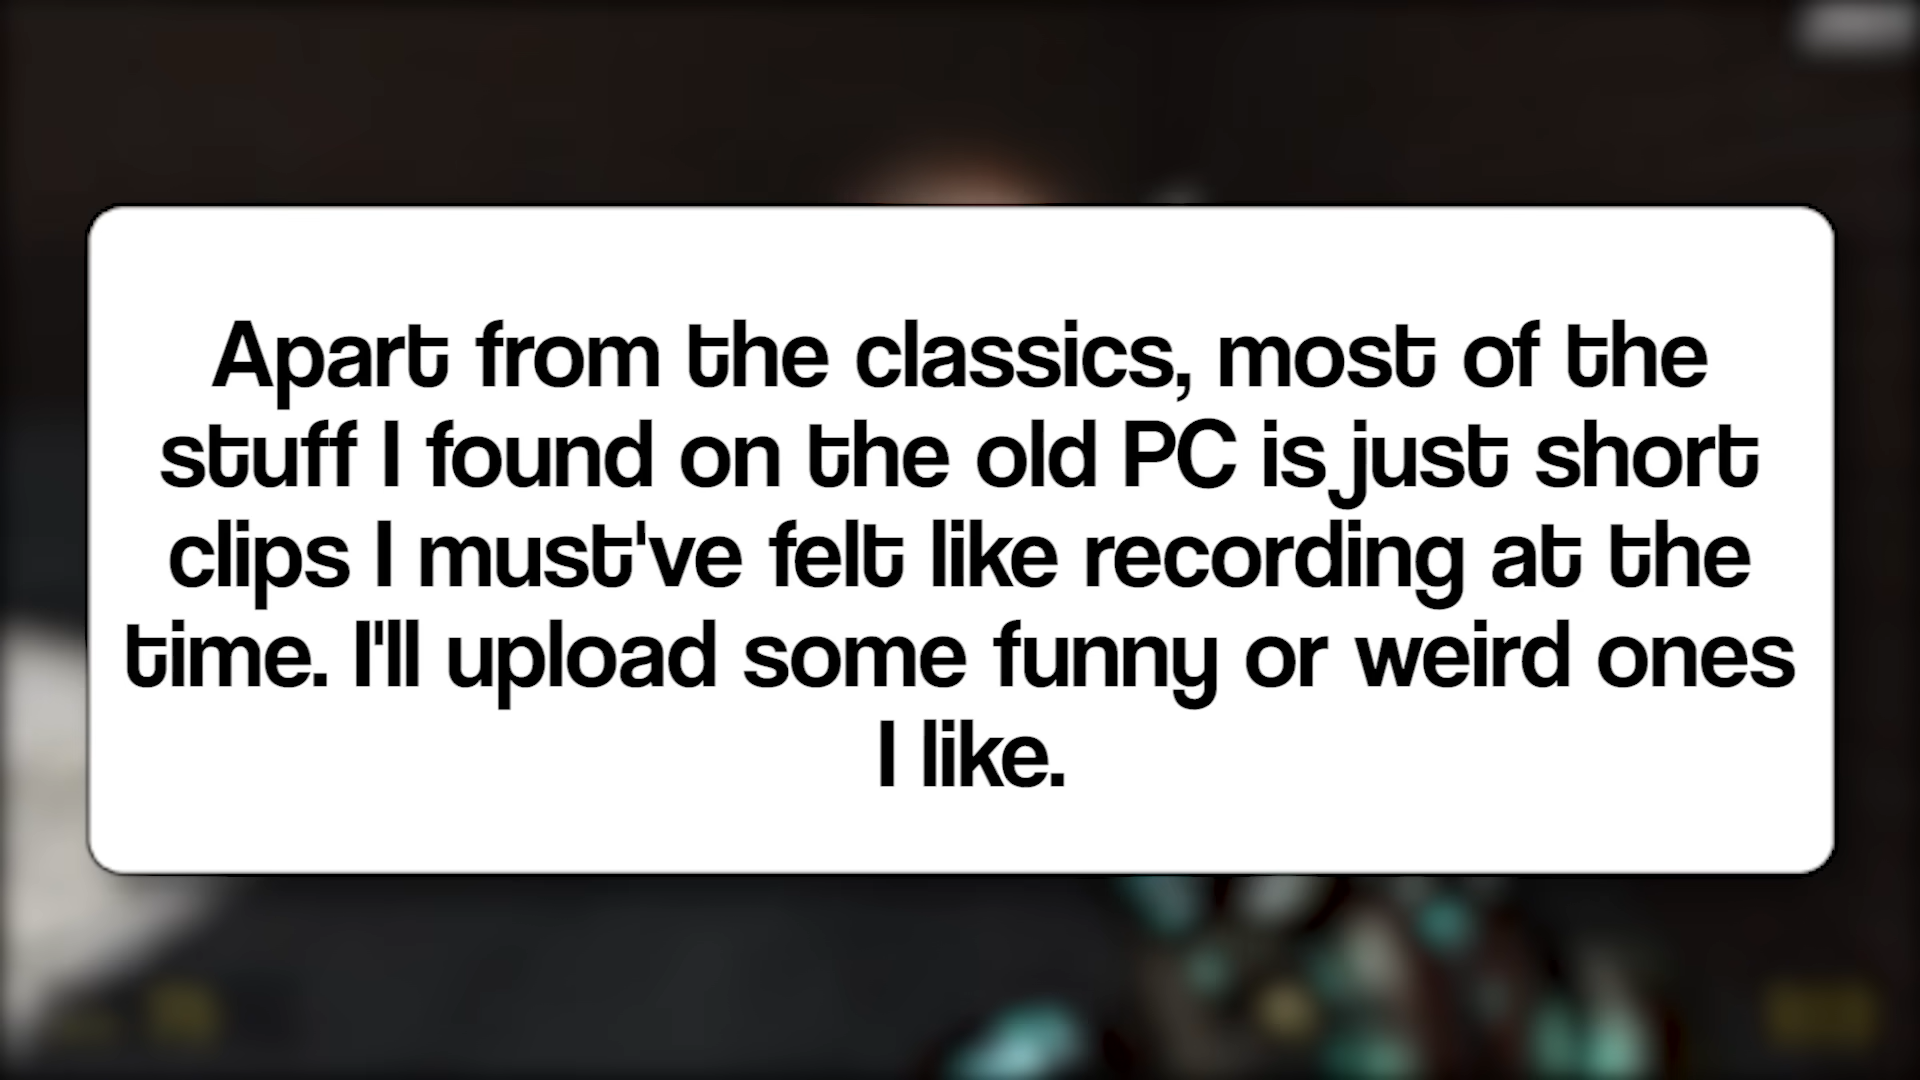 Apart from the classics, most of the
stuff I found on the old PC is just short
clips I must've felt like recording at the
time. I'll upload some funny or weird ones
I like.